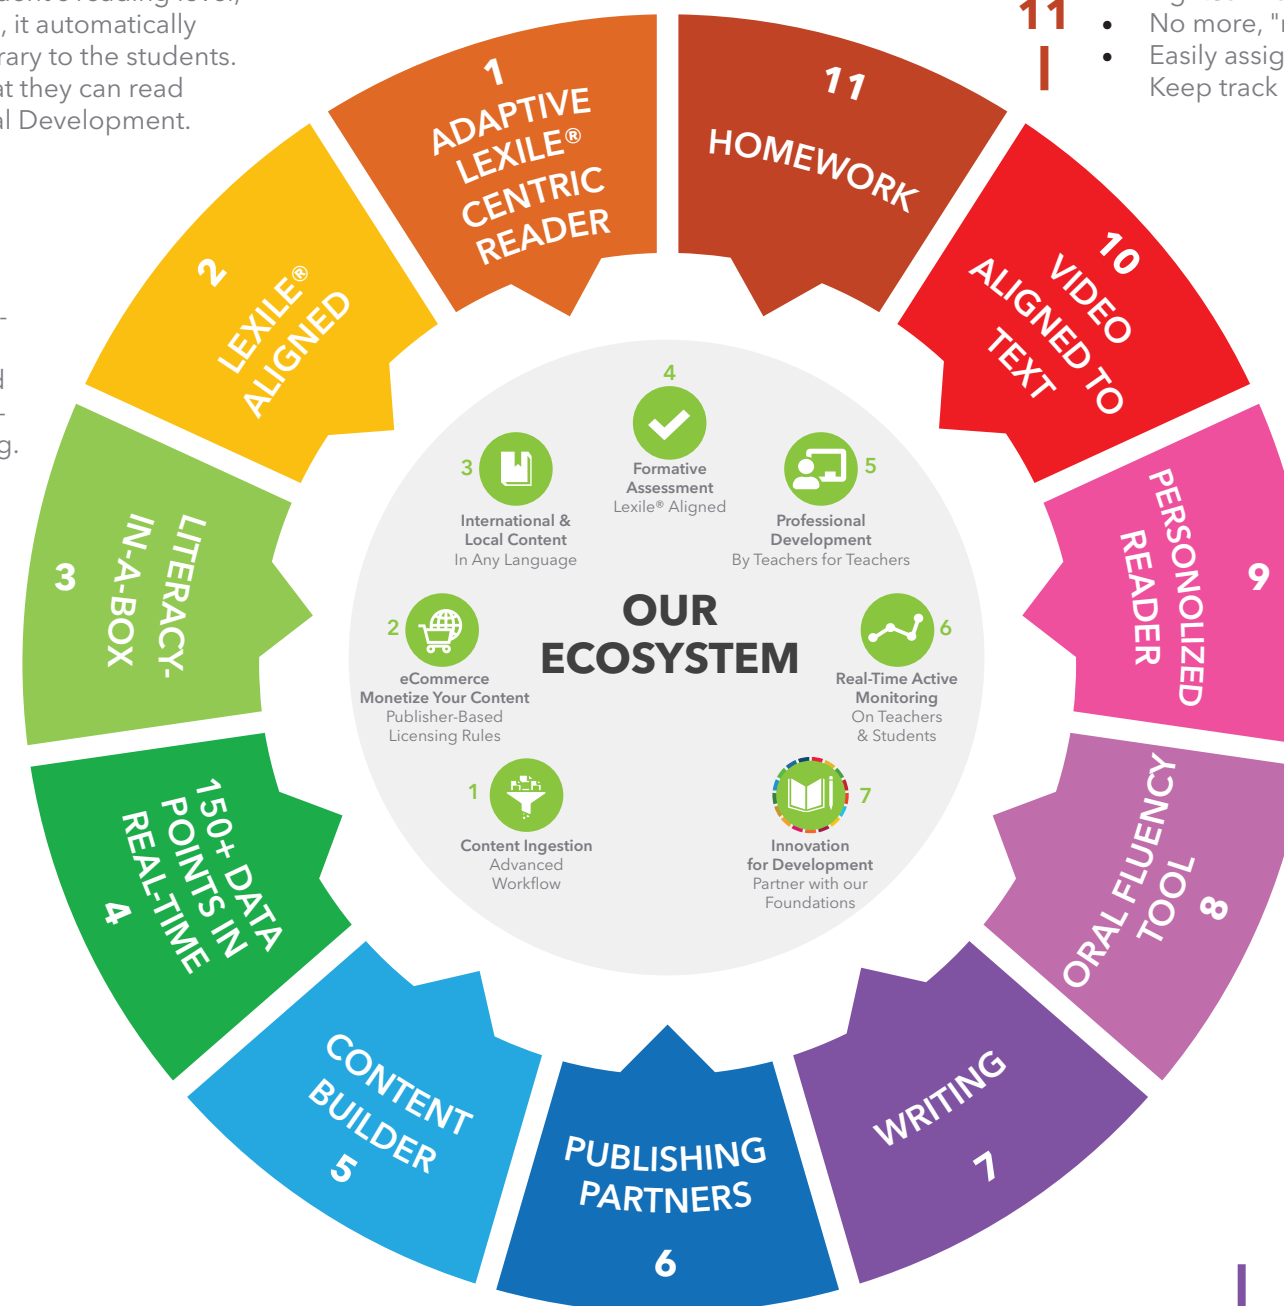 reading level,
, it automatically
rary to the students.
at they can read
al Development.
-
-
g.
11
No more,
Easily assig
Keep track
1
ADAPTIVE
LEXILE®
CENTRIC
READER
2
LEXILE®
ALIGNED
3
LITERACY-
IN-A-BOX
4
150+ DATA
POINTS IN
REAL-TIME
5
CONTENT
BUILDER
6
PUBLISHING
PARTNERS
7
WRITING
8
ORAL FLUENCY
TOOL
9
PERSONOLIZED
READER
10
VIDEO
ALIGNED TO
TEXT
11
HOMEWORK
OUR
ECOSYSTEM
1
Content Ingestion
Advanced
Workflow
2
eCommerce
Monetize Your Content
Publisher-Based
Licensing Rules
3
International &
Local Content
In Any Language
4
Formative
Assessment
Lexile® Aligned
5
Professional
Development
By Teachers for Teachers
6
Real-Time Active
Monitoring
On Teachers
& Students
7
Innovation
for Development
Partner with our
Foundations